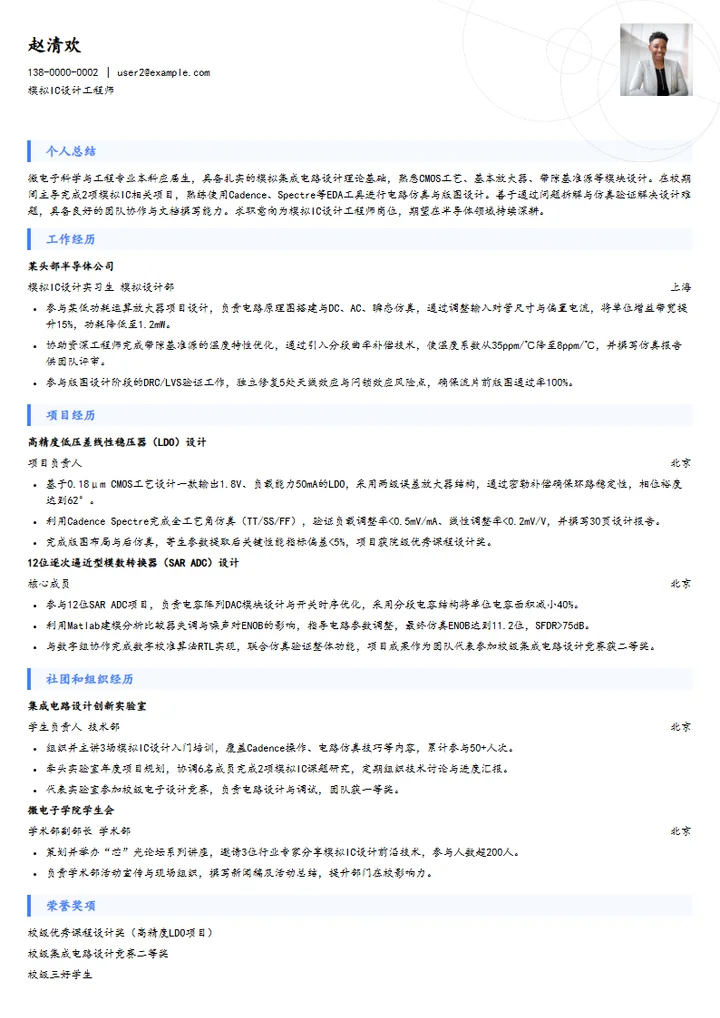 赵清欢
138-0000-0002 | user2@example.com
模拟IC设计工程师
个人总结
微电子科学与工程专业本科应届生，具备扎实的模拟集成电路设计理论基础，熟悉CMOS工艺、基本放大器、带隙基准源等模块设计。在校期
间主导完成2项模拟IC相关项目，熟练使用Cadence、Spectre等EDA工具进行电路仿真与版图设计。善于通过问题拆解与仿真验证解决设计难
题，具备良好的团队协作与文档撰写能力。求职意向为模拟IC设计工程师岗位，期望在半导体领域持续深耕。
工作经历
某头部半导体公司
模拟IC设计实习生 模拟设计部 上海
• 参与某低功耗运算放大器项目设计，负责电路原理图搭建与DC、AC、瞬态仿真，通过调整输入对管尺寸与偏置电流，将单位增益带宽提
升15%，功耗降低至1.2mW。
• 协助资深工程师完成带隙基准源的温度特性优化，通过引入分段曲率补偿技术，使温度系数从35ppm/℃降至8ppm/℃，并撰写仿真报告
供团队评审。
• 参与版图设计阶段的DRC/LVS验证工作，独立修复5处天线效应与闩锁效应风险点，确保流片前版图通过率100%。
项目经历
高精度低压差线性稳压器（LDO）设计
项目负责人 北京
• 基于0.18μm CMOS工艺设计一款输出1.8V、负载能力50mA的LDO，采用两级误差放大器结构，通过密勒补偿确保环路稳定性，相位裕度
达到62°。
• 利用Cadence Spectre完成全工艺角仿真（TT/SS/FF），验证负载调整率<0.5mV/mA、线性调整率<0.2mV/V，并撰写30页设计报告。
• 完成版图布局与后仿真，寄生参数提取后关键性能指标偏差<5%，项目获院级优秀课程设计奖。
12位逐次逼近型模数转换器（SAR ADC）设计
核心成员 北京
• 参与12位SAR ADC项目，负责电容阵列DAC模块设计与开关时序优化，采用分段电容结构将单位电容面积减小40%。
• 利用Matlab建模分析比较器失调与噪声对ENOB的影响，指导电路参数调整，最终仿真ENOB达到11.2位，SFDR>75dB。
• 与数字组协作完成数字校准算法RTL实现，联合仿真验证整体功能，项目成果作为团队代表参加校级集成电路设计竞赛获二等奖。
社团和组织经历
集成电路设计创新实验室
学生负责人 技术部 北京
• 组织并主讲3场模拟IC设计入门培训，覆盖Cadence操作、电路仿真技巧等内容，累计参与50+人次。
• 牵头实验室年度项目规划，协调6名成员完成2项模拟IC课题研究，定期组织技术讨论与进度汇报。
• 代表实验室参加校级电子设计竞赛，负责电路设计与调试，团队获一等奖。
微电子学院学生会
学术部副部长 学术部 北京
• 策划并举办“芯”光论坛系列讲座，邀请3位行业专家分享模拟IC设计前沿技术，参与人数超200人。
• 负责学术部活动宣传与现场组织，撰写新闻稿及活动总结，提升部门在校影响力。
荣誉奖项
校级优秀课程设计奖（高精度LDO项目）
校级集成电路设计竞赛二等奖
校级三好学生